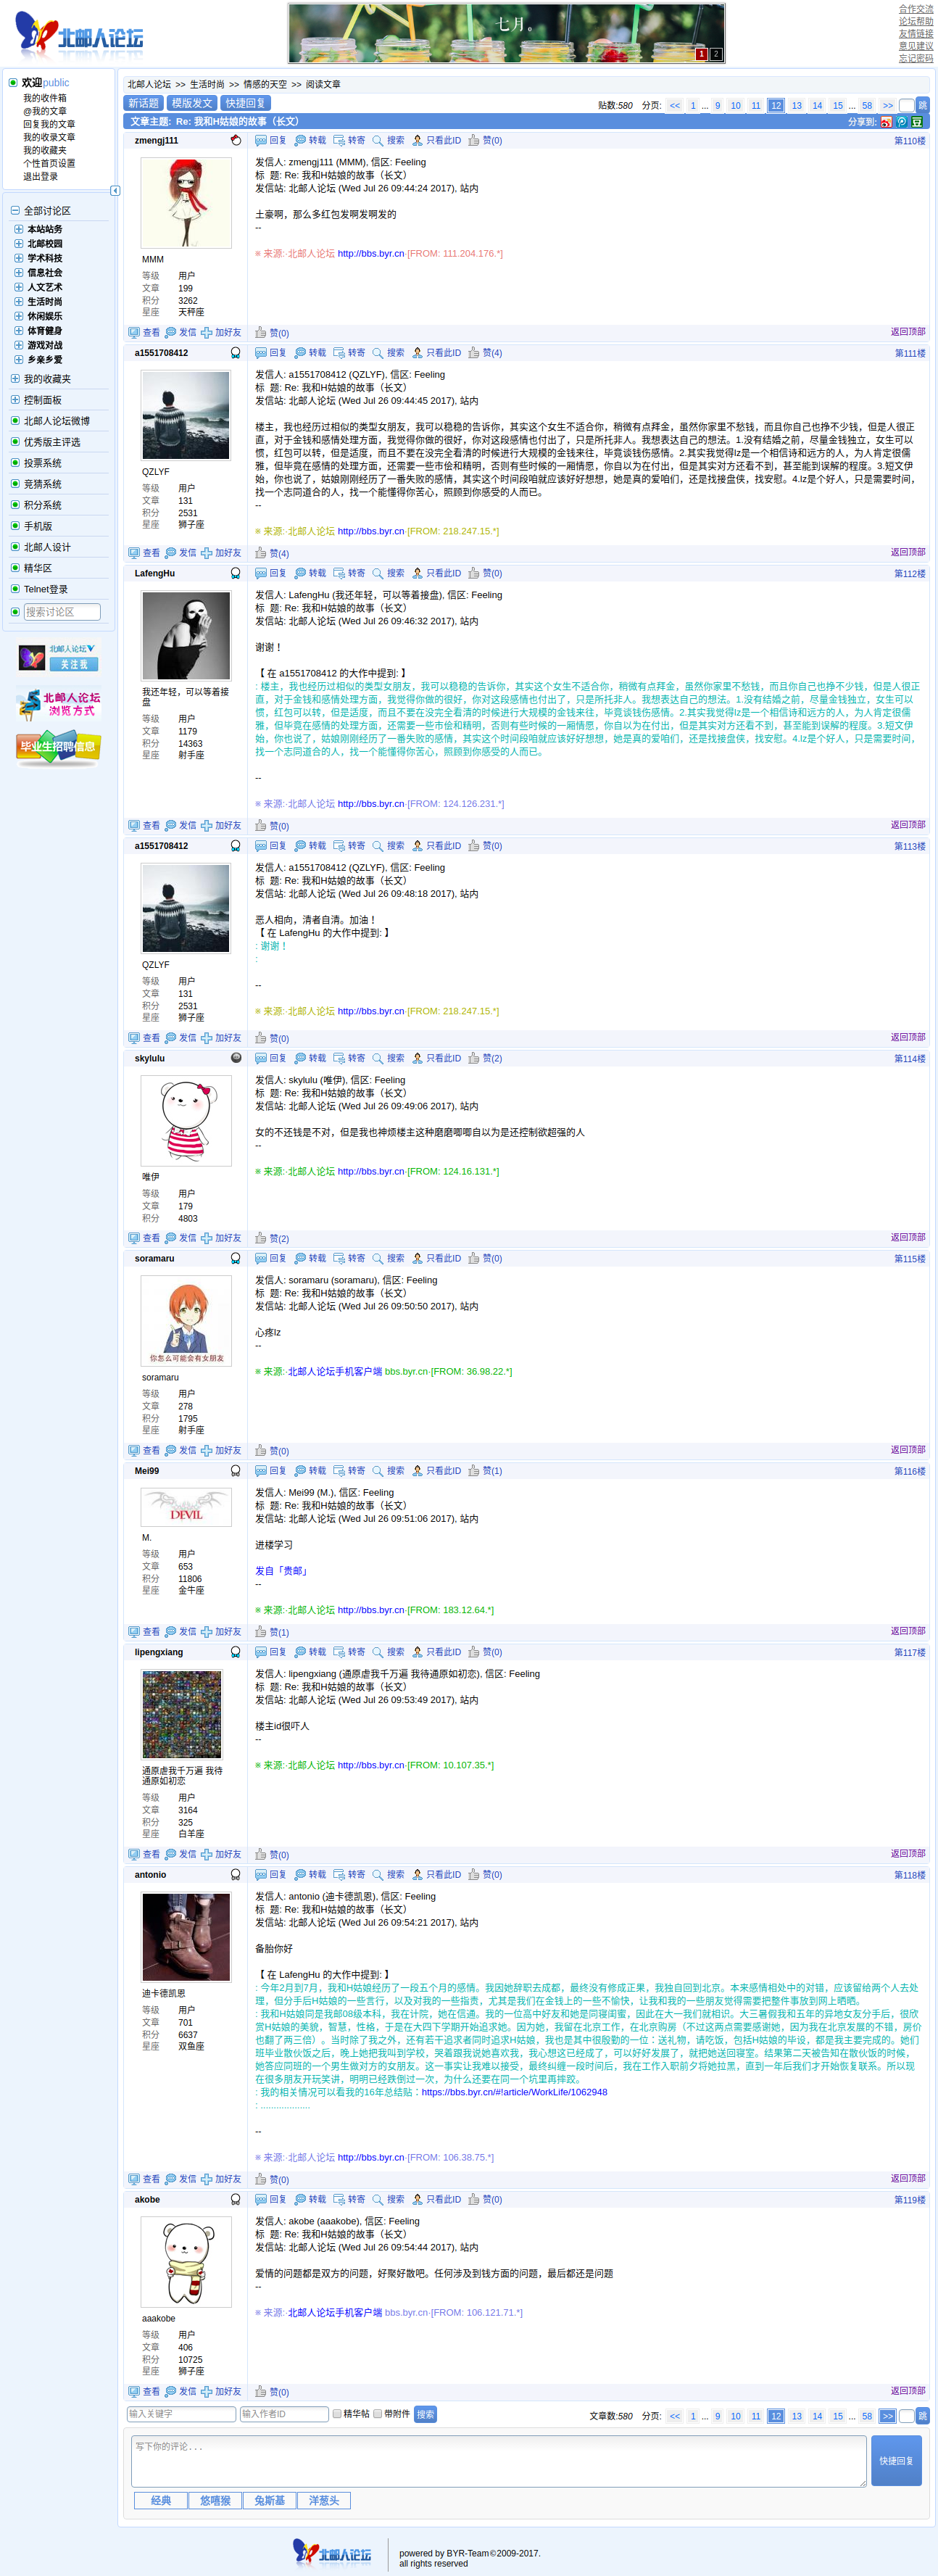 北邮人论坛
七月。
1 2
合作交流
论坛帮助
友情链接
意见建议
忘记密码
欢迎public
我的收件箱
@我的文章
回复我的文章
我的收录文章
我的收藏夹
个性首页设置
退出登录
全部讨论区
本站站务
北邮校园
学术科技
信息社会
人文艺术
生活时尚
休闲娱乐
体育健身
游戏对战
乡亲乡爱
我的收藏夹
控制面板
北邮人论坛微博
优秀版主评选
投票系统
竞猜系统
积分系统
手机版
北邮人设计
精华区
Telnet登录
搜索讨论区
北邮人论坛
关注我
北邮人论坛
浏览方式
毕业生招聘信息
北邮人论坛 >> 生活时尚 >> 情感的天空 >> 阅读文章
新话题 模版发文 快捷回复
贴数:580 分页: << 1 ... 9 10 11 12 13 14 15 ... 58 >> 跳
文章主题: Re: 我和H姑娘的故事（长文） 分享到:
zmengj111 回复 转载 转寄 搜索 只看此ID 赞(0) 第110楼
MMM
等级 用户
文章 199
积分 3262
星座 天秤座
发信人: zmengj111 (MMM), 信区: Feeling
标 题: Re: 我和H姑娘的故事（长文）
发信站: 北邮人论坛 (Wed Jul 26 09:44:24 2017), 站内
土豪啊，那么多红包发啊发啊发的
--
※ 来源:·北邮人论坛 http://bbs.byr.cn·[FROM: 111.204.176.*]
查看 发信 加好友 赞(0) 返回顶部
a1551708412 回复 转载 转寄 搜索 只看此ID 赞(4) 第111楼
QZLYF
等级 用户
文章 131
积分 2531
星座 狮子座
发信人: a1551708412 (QZLYF), 信区: Feeling
标 题: Re: 我和H姑娘的故事（长文）
发信站: 北邮人论坛 (Wed Jul 26 09:44:45 2017), 站内
楼主，我也经历过相似的类型女朋友，我可以稳稳的告诉你，其实这个女生不适合你，稍微有点拜金，虽然你家里不愁钱，而且你自己也挣不少钱，但是人很正
直，对于金钱和感情处理方面，我觉得你做的很好，你对这段感情也付出了，只是所托非人。我想表达自己的想法。1.没有结婚之前，尽量金钱独立，女生可以
惯，红包可以转，但是适度，而且不要在没完全看清的时候进行大规模的金钱来往，毕竟谈钱伤感情。2.其实我觉得lz是一个相信诗和远方的人，为人肯定很儒
雅，但毕竟在感情的处理方面，还需要一些市侩和精明，否则有些时候的一厢情愿，你自以为在付出，但是其实对方还看不到，甚至能到误解的程度。3.短文伊
始，你也说了，姑娘刚刚经历了一番失败的感情，其实这个时间段咱就应该好好想想，她是真的爱咱们，还是找接盘侠，找安慰。4.lz是个好人，只是需要时间，
找一个志同道合的人，找一个能懂得你苦心，照顾到你感受的人而已。
--
※ 来源:·北邮人论坛 http://bbs.byr.cn·[FROM: 218.247.15.*]
查看 发信 加好友 赞(4) 返回顶部
LafengHu 回复 转载 转寄 搜索 只看此ID 赞(0) 第112楼
我还年轻，可以等着接
盘
等级 用户
文章 1179
积分 14363
星座 射手座
发信人: LafengHu (我还年轻，可以等着接盘), 信区: Feeling
标 题: Re: 我和H姑娘的故事（长文）
发信站: 北邮人论坛 (Wed Jul 26 09:46:32 2017), 站内
谢谢！
【 在 a1551708412 的大作中提到: 】
: 楼主，我也经历过相似的类型女朋友，我可以稳稳的告诉你，其实这个女生不适合你，稍微有点拜金，虽然你家里不愁钱，而且你自己也挣不少钱，但是人很正
直，对于金钱和感情处理方面，我觉得你做的很好，你对这段感情也付出了，只是所托非人。我想表达自己的想法。1.没有结婚之前，尽量金钱独立，女生可以
惯，红包可以转，但是适度，而且不要在没完全看清的时候进行大规模的金钱来往，毕竟谈钱伤感情。2.其实我觉得lz是一个相信诗和远方的人，为人肯定很儒
雅，但毕竟在感情的处理方面，还需要一些市侩和精明，否则有些时候的一厢情愿，你自以为在付出，但是其实对方还看不到，甚至能到误解的程度。3.短文伊
始，你也说了，姑娘刚刚经历了一番失败的感情，其实这个时间段咱就应该好好想想，她是真的爱咱们，还是找接盘侠，找安慰。4.lz是个好人，只是需要时间，
找一个志同道合的人，找一个能懂得你苦心，照顾到你感受的人而已。
--
※ 来源:·北邮人论坛 http://bbs.byr.cn·[FROM: 124.126.231.*]
查看 发信 加好友 赞(0) 返回顶部
a1551708412 回复 转载 转寄 搜索 只看此ID 赞(0) 第113楼
QZLYF
等级 用户
文章 131
积分 2531
星座 狮子座
发信人: a1551708412 (QZLYF), 信区: Feeling
标 题: Re: 我和H姑娘的故事（长文）
发信站: 北邮人论坛 (Wed Jul 26 09:48:18 2017), 站内
恶人相向，清者自清。加油！
【 在 LafengHu 的大作中提到: 】
: 谢谢！
:
--
※ 来源:·北邮人论坛 http://bbs.byr.cn·[FROM: 218.247.15.*]
查看 发信 加好友 赞(0) 返回顶部
skylulu 回复 转载 转寄 搜索 只看此ID 赞(2) 第114楼
唯伊
等级 用户
文章 179
积分 4803
发信人: skylulu (唯伊), 信区: Feeling
标 题: Re: 我和H姑娘的故事（长文）
发信站: 北邮人论坛 (Wed Jul 26 09:49:06 2017), 站内
女的不还钱是不对，但是我也神烦楼主这种磨磨唧唧自以为是还控制欲超强的人
--
※ 来源:·北邮人论坛 http://bbs.byr.cn·[FROM: 124.16.131.*]
查看 发信 加好友 赞(2) 返回顶部
soramaru 回复 转载 转寄 搜索 只看此ID 赞(0) 第115楼
你怎么可能会有女朋友
soramaru
等级 用户
文章 278
积分 1795
星座 射手座
发信人: soramaru (soramaru), 信区: Feeling
标 题: Re: 我和H姑娘的故事（长文）
发信站: 北邮人论坛 (Wed Jul 26 09:50:50 2017), 站内
心疼lz
--
※ 来源:·北邮人论坛手机客户端 bbs.byr.cn·[FROM: 36.98.22.*]
查看 发信 加好友 赞(0) 返回顶部
Mei99 回复 转载 转寄 搜索 只看此ID 赞(1) 第116楼
DEVIL
M.
等级 用户
文章 653
积分 11806
星座 金牛座
发信人: Mei99 (M.), 信区: Feeling
标 题: Re: 我和H姑娘的故事（长文）
发信站: 北邮人论坛 (Wed Jul 26 09:51:06 2017), 站内
进楼学习
发自「贵邮」
--
※ 来源:·北邮人论坛 http://bbs.byr.cn·[FROM: 183.12.64.*]
查看 发信 加好友 赞(1) 返回顶部
lipengxiang 回复 转载 转寄 搜索 只看此ID 赞(0) 第117楼
通原虐我千万遍 我待
通原如初恋
等级 用户
文章 3164
积分 325
星座 白羊座
发信人: lipengxiang (通原虐我千万遍 我待通原如初恋), 信区: Feeling
标 题: Re: 我和H姑娘的故事（长文）
发信站: 北邮人论坛 (Wed Jul 26 09:53:49 2017), 站内
楼主id很吓人
--
※ 来源:·北邮人论坛 http://bbs.byr.cn·[FROM: 10.107.35.*]
查看 发信 加好友 赞(0) 返回顶部
antonio 回复 转载 转寄 搜索 只看此ID 赞(0) 第118楼
迪卡德凯恩
等级 用户
文章 701
积分 6637
星座 双鱼座
发信人: antonio (迪卡德凯恩), 信区: Feeling
标 题: Re: 我和H姑娘的故事（长文）
发信站: 北邮人论坛 (Wed Jul 26 09:54:21 2017), 站内
备胎你好
【 在 LafengHu 的大作中提到: 】
: 今年2月到7月，我和H姑娘经历了一段五个月的感情。我因她辞职去成都，最终没有修成正果，我独自回到北京。本来感情相处中的对错，应该留给两个人去处
理，但分手后H姑娘的一些言行，以及对我的一些指责，尤其是我们在金钱上的一些不愉快，让我和我的一些朋友觉得需要把整件事放到网上晒晒。
: 我和H姑娘同是我邮08级本科，我在计院，她在信通。我的一位高中好友和她是同寝闺蜜，因此在大一我们就相识。大三暑假我和五年的异地女友分手后，很欣
赏H姑娘的美貌，智慧，性格，于是在大四下学期开始追求她。因为她，我留在北京工作，在北京购房（不过这两点需要感谢她，因为我在北京发展的不错，房价
也翻了两三倍）。当时除了我之外，还有若干追求者同时追求H姑娘，我也是其中很殷勤的一位：送礼物，请吃饭，包括H姑娘的毕设，都是我主要完成的。她们
班毕业散伙饭之后，晚上她把我叫到学校，哭着跟我说她喜欢我，我心想这已经成了，可以好好发展了，就把她送回寝室。结果第二天被告知在散伙饭的时候，
她答应同班的一个男生做对方的女朋友。这一事实让我难以接受，最终纠缠一段时间后，我在工作入职前夕将她拉黑，直到一年后我们才开始恢复联系。所以现
在很多朋友开玩笑讲，明明已经跌倒过一次，为什么还要在同一个坑里再摔跤。
: 我的相关情况可以看我的16年总结贴：https://bbs.byr.cn/#!article/WorkLife/1062948
: ...................
--
※ 来源:·北邮人论坛 http://bbs.byr.cn·[FROM: 106.38.75.*]
查看 发信 加好友 赞(0) 返回顶部
akobe 回复 转载 转寄 搜索 只看此ID 赞(0) 第119楼
aaakobe
等级 用户
文章 406
积分 10725
星座 狮子座
发信人: akobe (aaakobe), 信区: Feeling
标 题: Re: 我和H姑娘的故事（长文）
发信站: 北邮人论坛 (Wed Jul 26 09:54:44 2017), 站内
爱情的问题都是双方的问题，好聚好散吧。任何涉及到钱方面的问题，最后都还是问题
--
※ 来源:·北邮人论坛手机客户端 bbs.byr.cn·[FROM: 106.121.71.*]
查看 发信 加好友 赞(0) 返回顶部
输入关键字 输入作者ID 精华帖 带附件 搜索
文章数:580 分页: << 1 ... 9 10 11 12 13 14 15 ... 58 >> 跳
写下你的评论...
快捷回复
经典 悠嘻猴 兔斯基 洋葱头
北邮人论坛
powered by BYR-Team©2009-2017.
all rights reserved